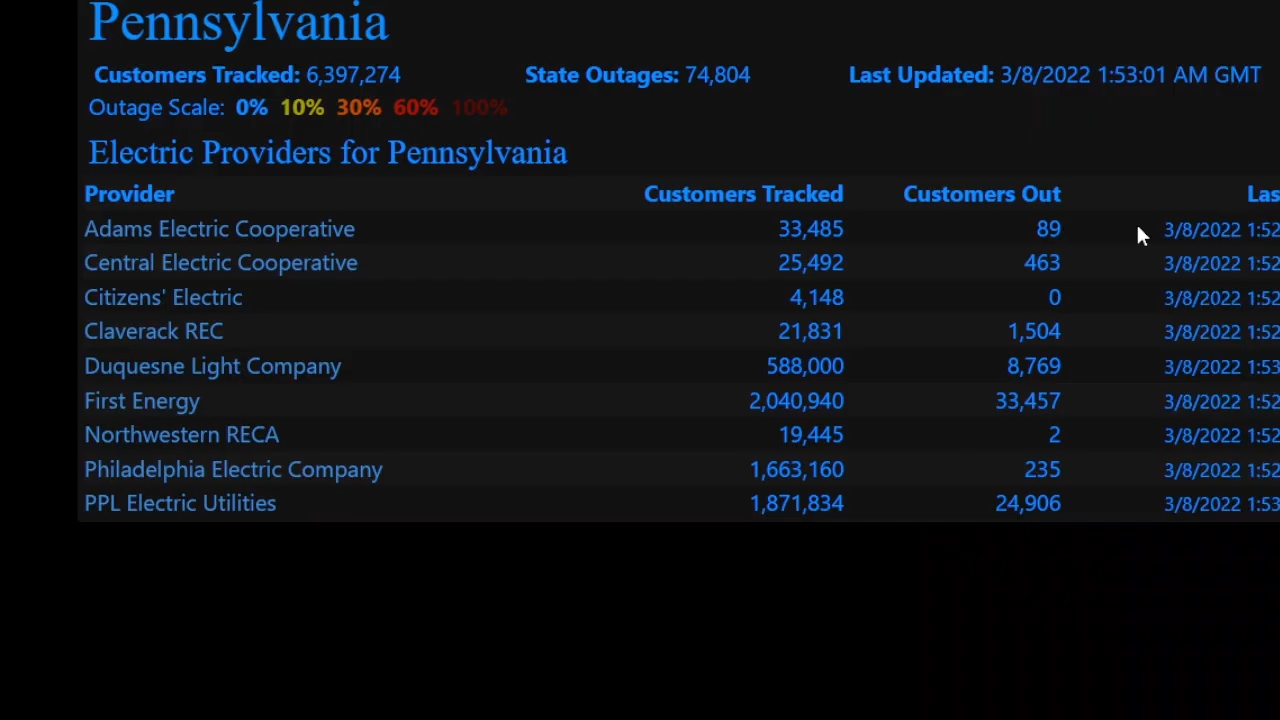 Pennsylvania
Customers Tracked: 6,397,274 State Outages: 74,804 Last Updated: 3/8/2022 1:53:01 AM GMT
Outage Scale: 0% 10% 30% 60% 100%
Electric Providers for Pennsylvania
Provider Customers Tracked Customers Out Las
Adams Electric Cooperative 33,485 89 3/8/2022 1:52
Central Electric Cooperative 25,492 463 3/8/2022 1:52
Citizens' Electric 4,148 0 3/8/2022 1:52
Claverack REC 21,831 1,504 3/8/2022 1:52
Duquesne Light Company 588,000 8,769 3/8/2022 1:53
First Energy 2,040,940 33,457 3/8/2022 1:52
Northwestern RECA 19,445 2 3/8/2022 1:52
Philadelphia Electric Company 1,663,160 235 3/8/2022 1:52
PPL Electric Utilities 1,871,834 24,906 3/8/2022 1:53